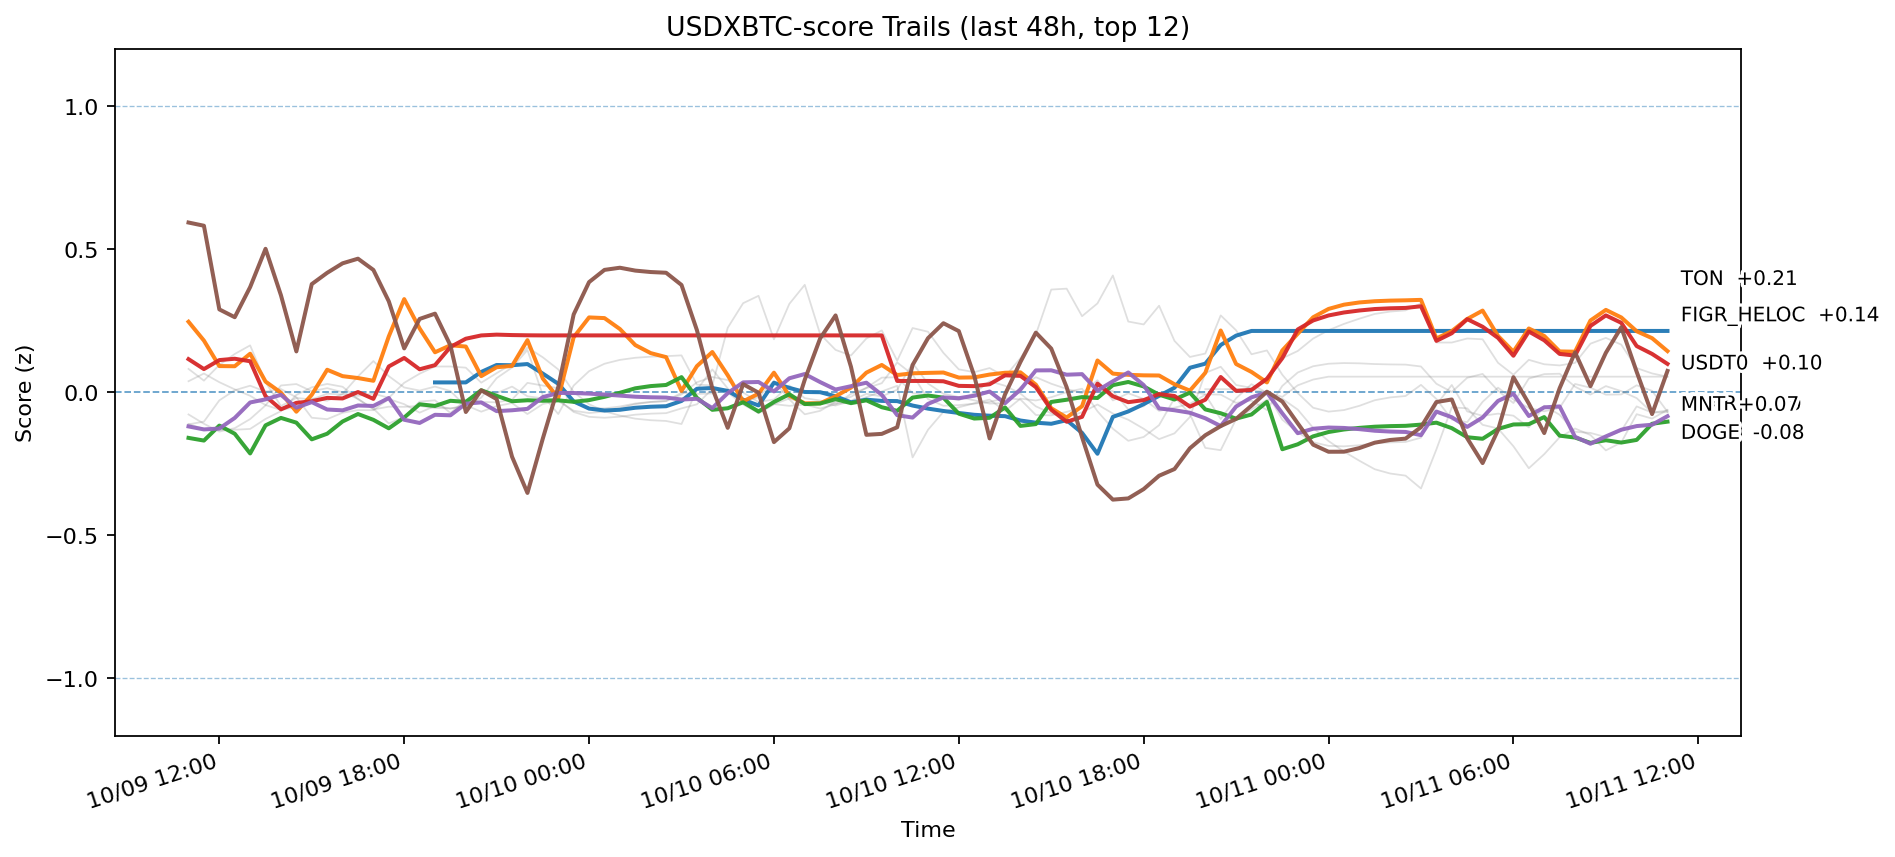 USDXBTC-score Trails (last 48h, top 12)
Score (z)
1.0
0.5
0.0
−0.5
−1.0
TON +0.21
FIGR_HELOC +0.14
USDT0 +0.10
MNTR+0.07
DOGE -0.08
10/09 12:00
10/09 18:00
10/10 00:00
10/10 06:00
10/10 12:00
10/10 18:00
10/11 00:00
10/11 06:00
10/11 12:00
Time